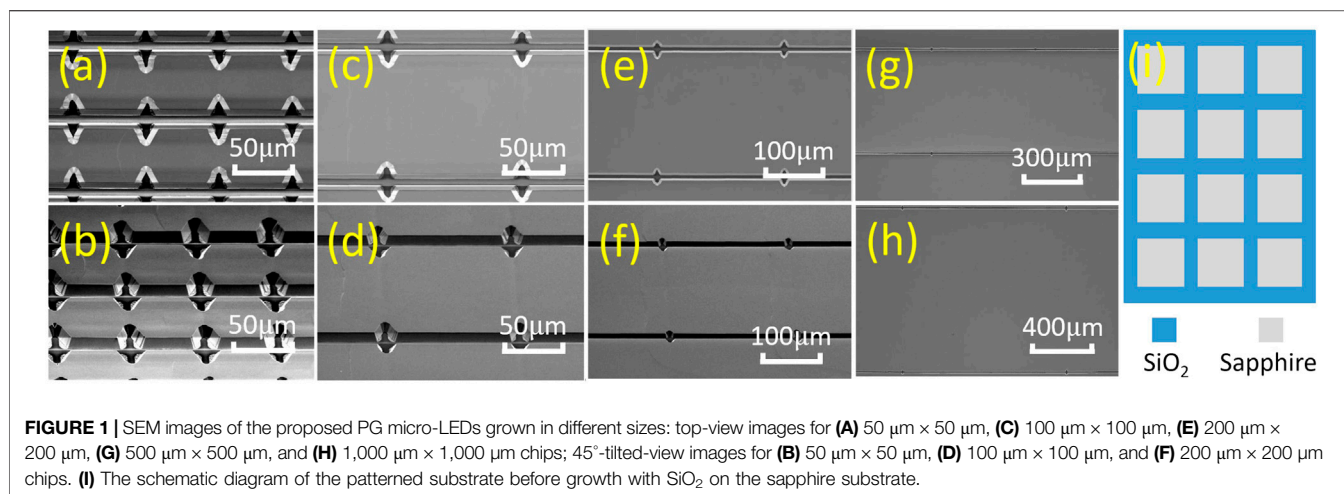 (a)
50μm
(c)
50μm
(e)
100μm
(g)
300μm
(i)
(b)
50μm
(d)
50μm
(f)
100μm
(h)
400μm
SiO₂
Sapphire
FIGURE 1 | SEM images of the proposed PG micro-LEDs grown in different sizes: top-view images for (A) 50 μm × 50 μm, (C) 100 μm × 100 μm, (E) 200 μm ×
200 μm, (G) 500 μm × 500 μm, and (H) 1,000 μm × 1,000 μm chips; 45°-tilted-view images for (B) 50 μm × 50 μm, (D) 100 μm × 100 μm, and (F) 200 μm × 200 μm
chips. (I) The schematic diagram of the patterned substrate before growth with SiO₂ on the sapphire substrate.